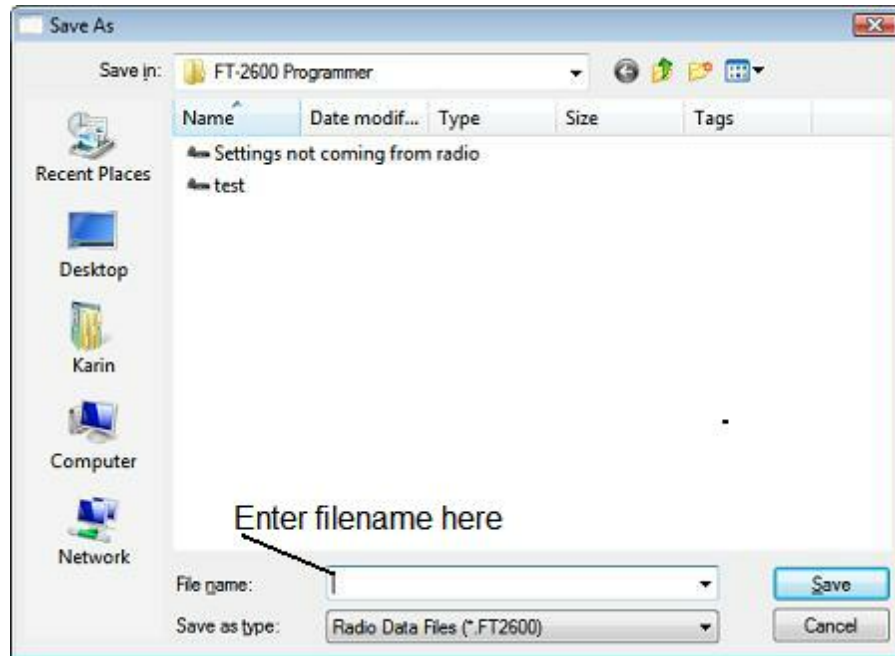 Save As
Save in: FT-2600 Programmer
Name Date modif... Type Size Tags
Settings not coming from radio
test
Recent Places
Desktop
Karin
Computer
Network
Enter filename here
File name:
Save
Save as type: Radio Data Files (*.FT2600)
Cancel